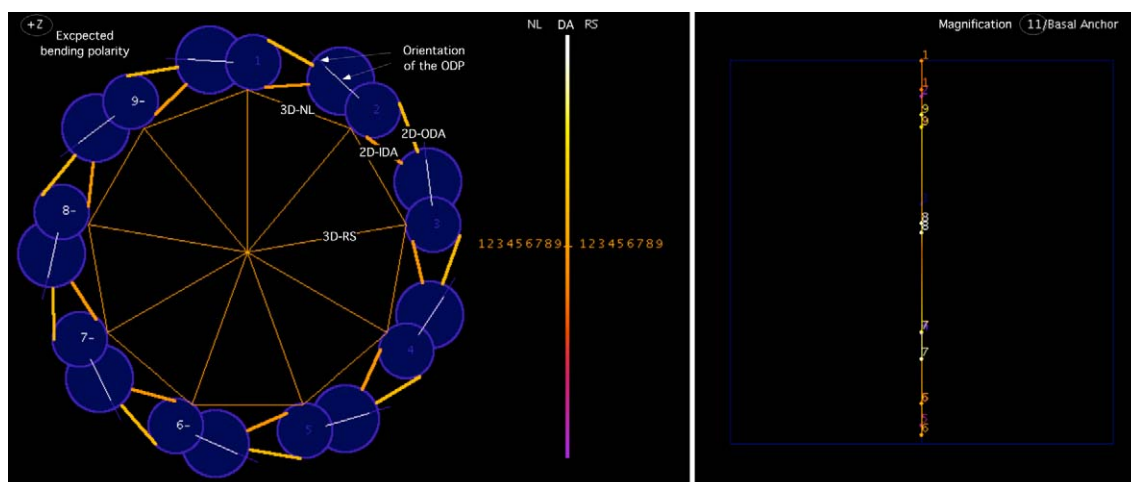 +Z
Excpected
bending polarity
Orientation
of the ODP
NL DA RS
Magnification 11/Basal Anchor
1
2
3
4
5
6-
7-
8-
9-
3D-NL
2D-ODA
2D-IDA
3D-RS
123456789
123456789
1
1
9
9
8
8
7
7
6
6